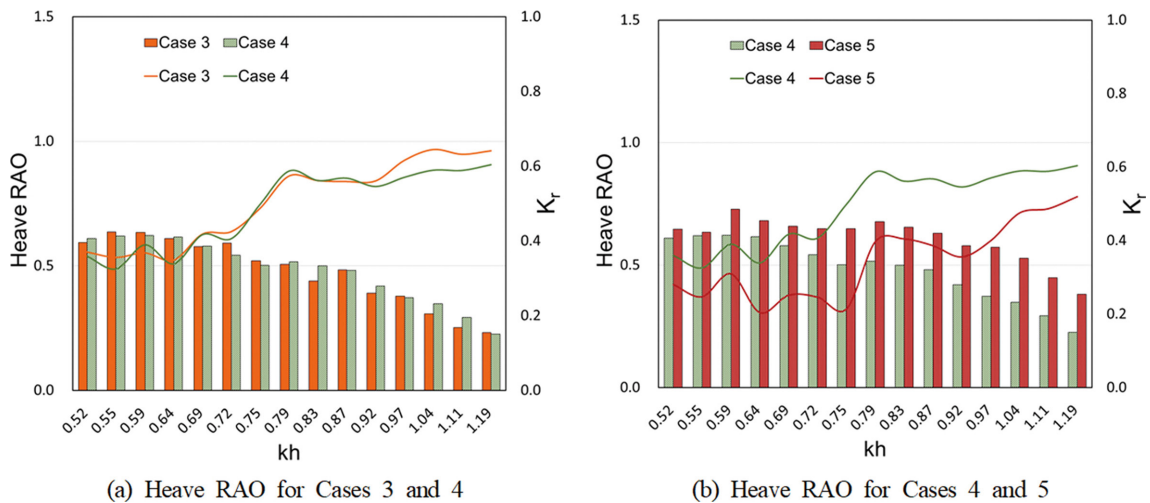 1.5
1.0
0.5
0.0
Heave RAO
Case 3 Case 4
Case 3 Case 4
1.0
0.8
0.6
0.4
0.2
0.0
Kr
0.52 0.55 0.59 0.64 0.69 0.72 0.75 0.79 0.83 0.87 0.92 0.97 1.04 1.11 1.19
kh
(a) Heave RAO for Cases 3 and 4
1.5
1.0
0.5
0.0
Heave RAO
Case 4 Case 5
Case 4 Case 5
1.0
0.8
0.6
0.4
0.2
0.0
Kr
0.52 0.55 0.59 0.64 0.69 0.72 0.75 0.79 0.83 0.87 0.92 0.97 1.04 1.11 1.19
kh
(b) Heave RAO for Cases 4 and 5